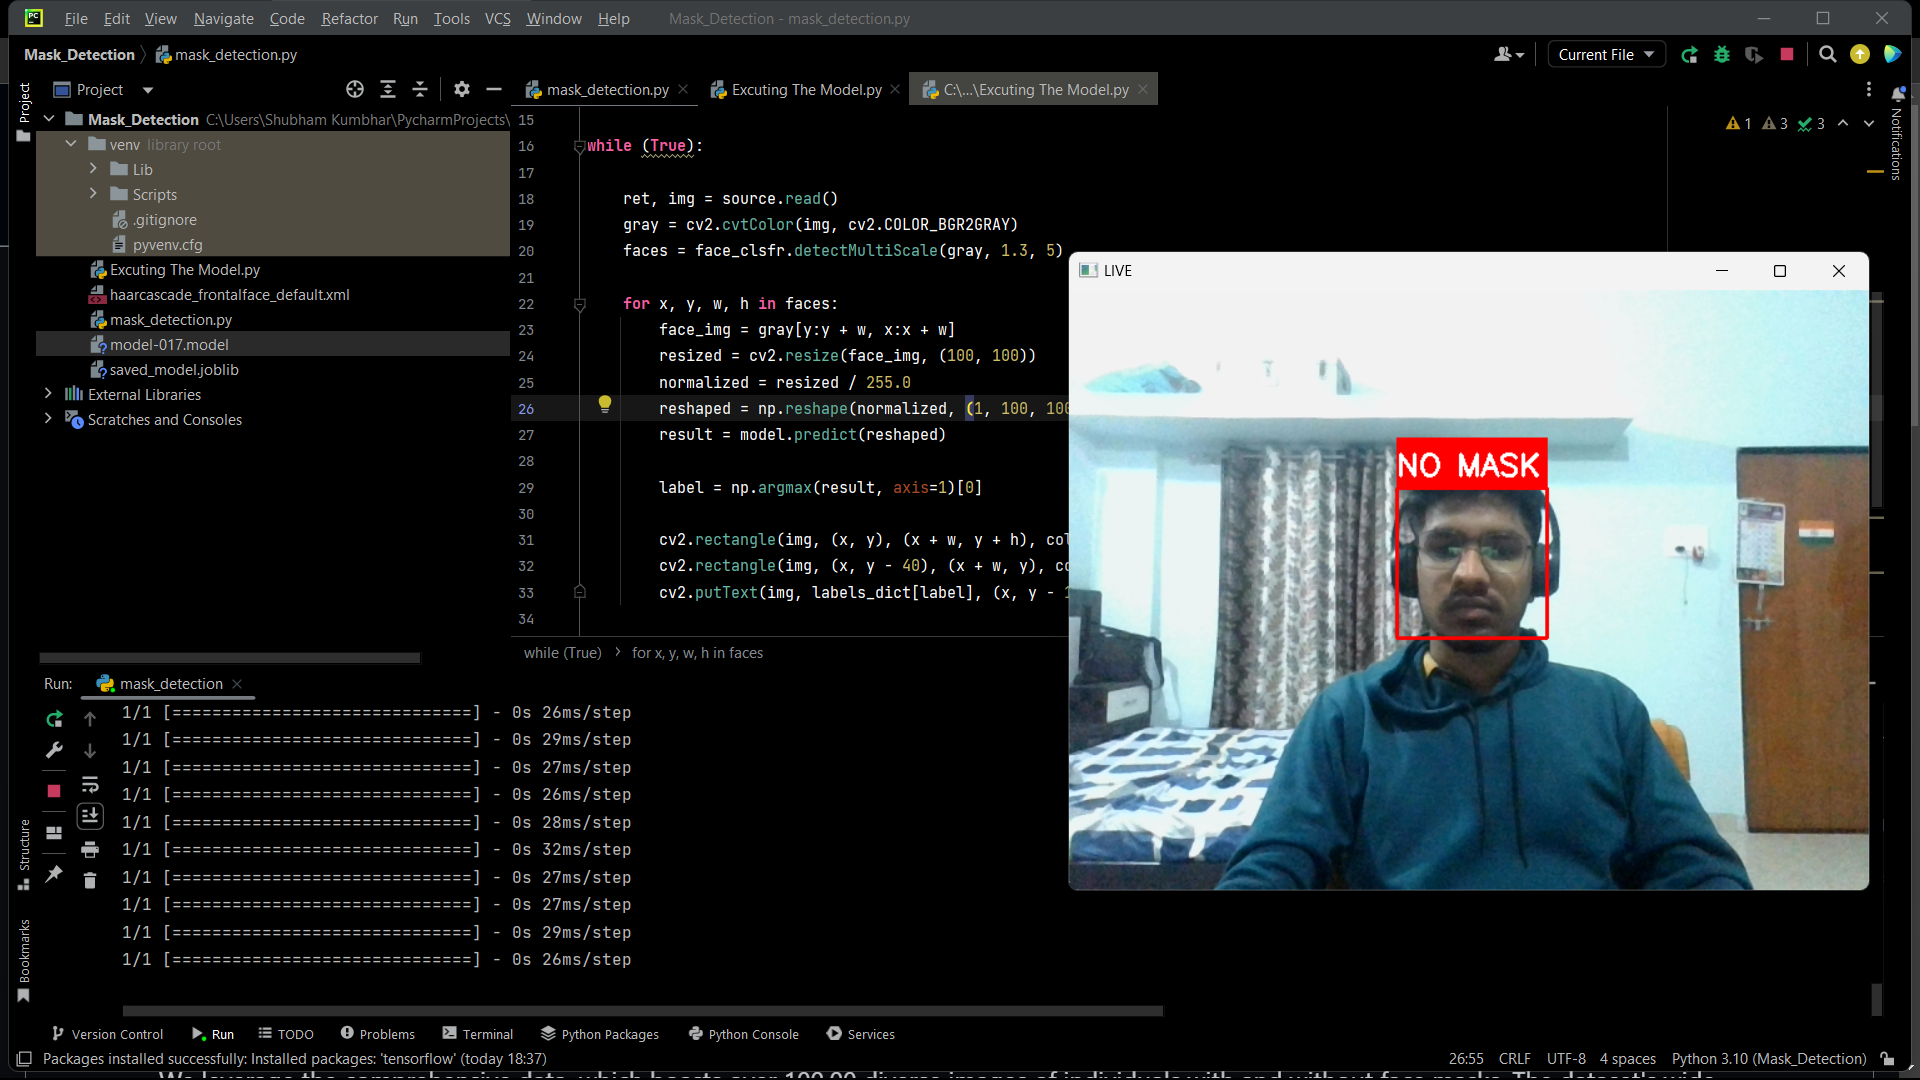 File Edit View Navigate Code Refactor Run Tools VCS Window Help Mask_Detection - mask_detection.py
Mask_Detection mask_detection.py Current File
Project
Project
mask_detection.py
Excuting The Model.py
C:\...\Excuting The Model.py
Notifications
Mask_Detection C:\Users\Shubham Kumbhar\PycharmProjects\
venv library root
Lib
Scripts
.gitignore
pyvenv.cfg
Excuting The Model.py
haarcascade_frontalface_default.xml
mask_detection.py
model-017.model
saved_model.joblib
External Libraries
Scratches and Consoles
1 3 3
15
16 while (True):
17
18 ret, img = source.read()
19 gray = cv2.cvtColor(img, cv2.COLOR_BGR2GRAY)
20 faces = face_clsfr.detectMultiScale(gray, 1.3, 5)
21
22 for x, y, w, h in faces:
23 face_img = gray[y:y + w, x:x + w]
24 resized = cv2.resize(face_img, (100, 100))
25 normalized = resized / 255.0
26 reshaped = np.reshape(normalized, (1, 100, 100
27 result = model.predict(reshaped)
28
29 label = np.argmax(result, axis=1)[0]
30
31 cv2.rectangle(img, (x, y), (x + w, y + h), col
32 cv2.rectangle(img, (x, y - 40), (x + w, y), co
33 cv2.putText(img, labels_dict[label], (x, y - 1
34
while (True) for x, y, w, h in faces
LIVE
NO MASK
Run: mask_detection
1/1 [==============================] - 0s 26ms/step
1/1 [==============================] - 0s 29ms/step
1/1 [==============================] - 0s 27ms/step
1/1 [==============================] - 0s 26ms/step
1/1 [==============================] - 0s 28ms/step
1/1 [==============================] - 0s 32ms/step
1/1 [==============================] - 0s 27ms/step
1/1 [==============================] - 0s 27ms/step
1/1 [==============================] - 0s 29ms/step
1/1 [==============================] - 0s 26ms/step
Structure
Bookmarks
Version Control Run TODO Problems Terminal Python Packages Python Console Services
Packages installed successfully: Installed packages: 'tensorflow' (today 18:37) 26:55 CRLF UTF-8 4 spaces Python 3.10 (Mask_Detection)